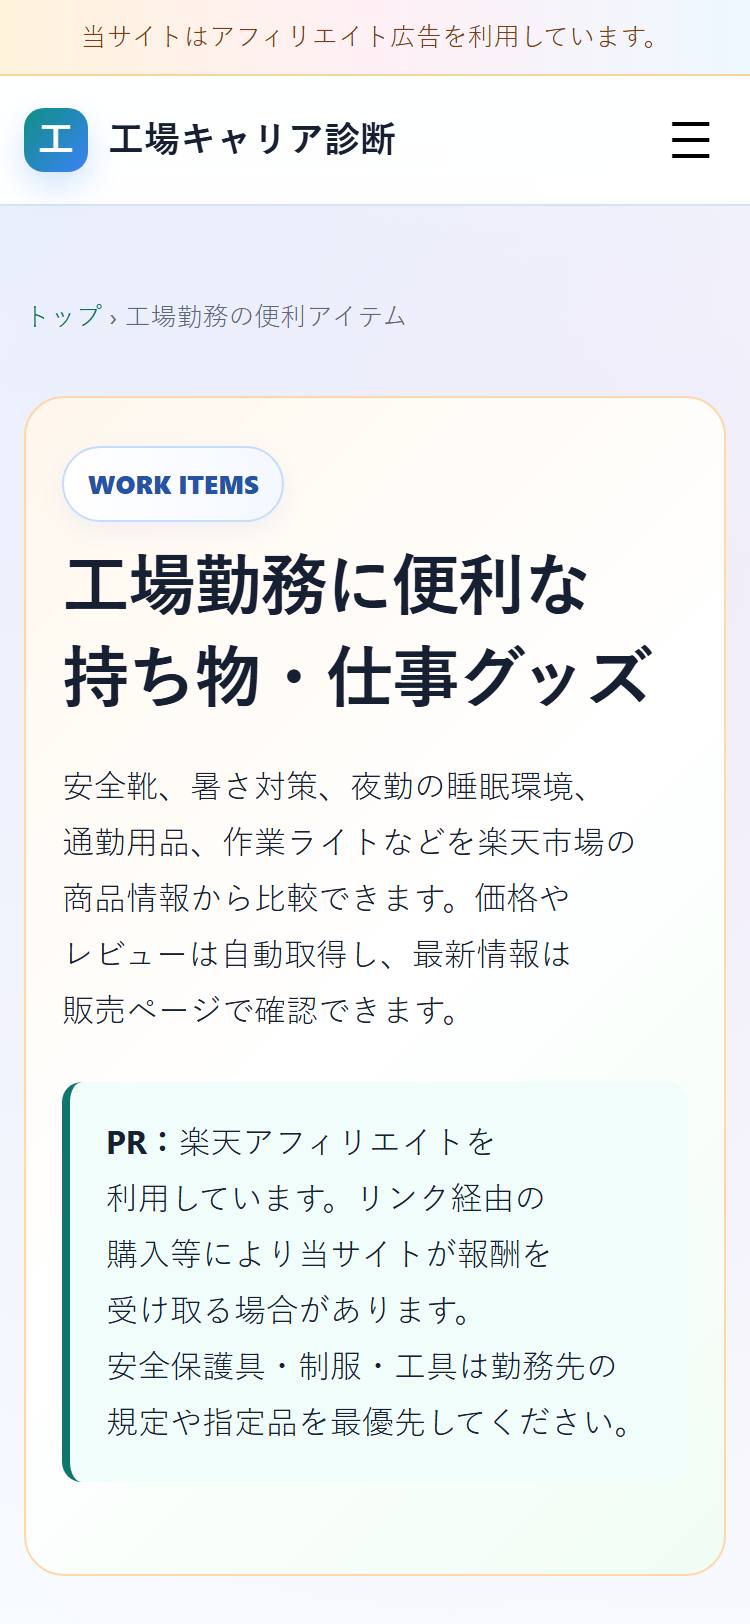 当サイトはアフィリエイト広告を利用しています。
工 工場キャリア診断
トップ › 工場勤務の便利アイテム
WORK ITEMS
工場勤務に便利な
持ち物・仕事グッズ
安全靴、暑さ対策、夜勤の睡眠環境、
通勤用品、作業ライトなどを楽天市場の
商品情報から比較できます。価格や
レビューは自動取得し、最新情報は
販売ページで確認できます。
PR：楽天アフィリエイトを
利用しています。リンク経由の
購入等により当サイトが報酬を
受け取る場合があります。
安全保護具・制服・工具は勤務先の
規定や指定品を最優先してください。